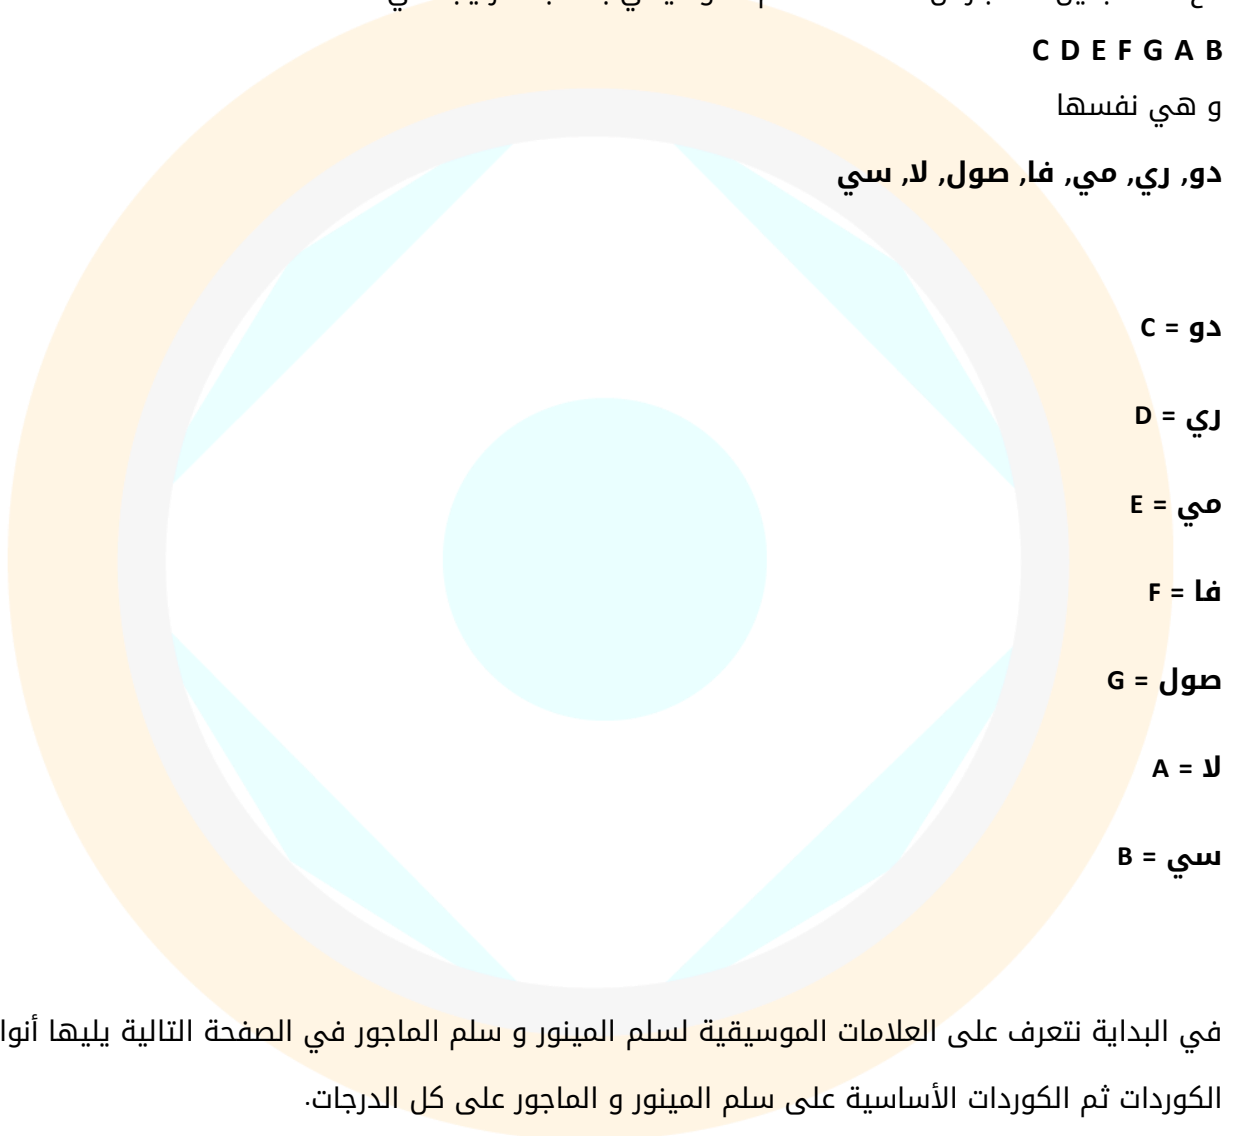 C D E F G A B
و هي نفسها
دو, ري, مي, فا, صول, لا, سي
دو = C
ري = D
مي = E
فا = F
صول = G
لا = A
سي = B
في البداية نتعرف على العلامات الموسيقية لسلم المينور و سلم الماجور في الصفحة التالية يليها أنوا
الكوردات ثم الكوردات الأساسية على سلم المينور و الماجور على كل الدرجات.